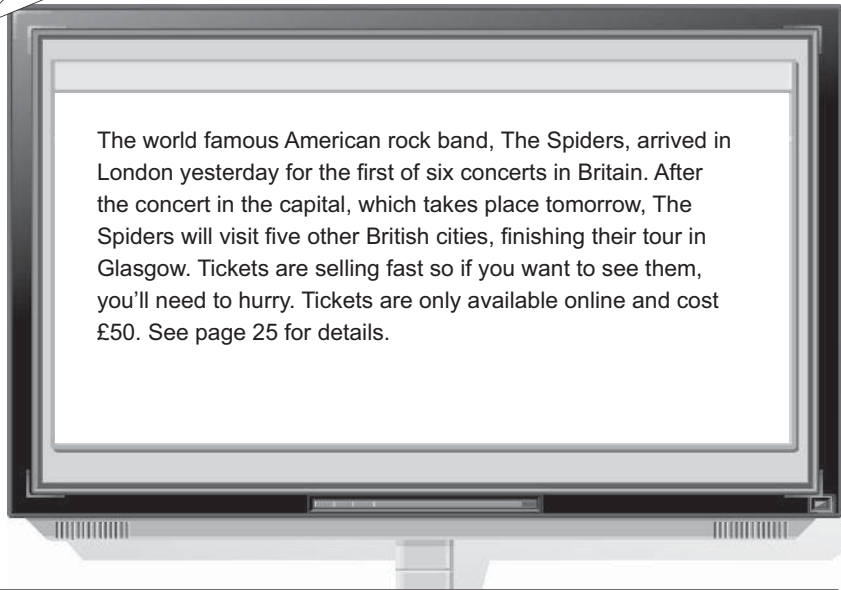 The world famous American rock band, The Spiders, arrived in
London yesterday for the first of six concerts in Britain. After
the concert in the capital, which takes place tomorrow, The
Spiders will visit five other British cities, finishing their tour in
Glasgow. Tickets are selling fast so if you want to see them,
you’ll need to hurry. Tickets are only available online and cost
£50. See page 25 for details.